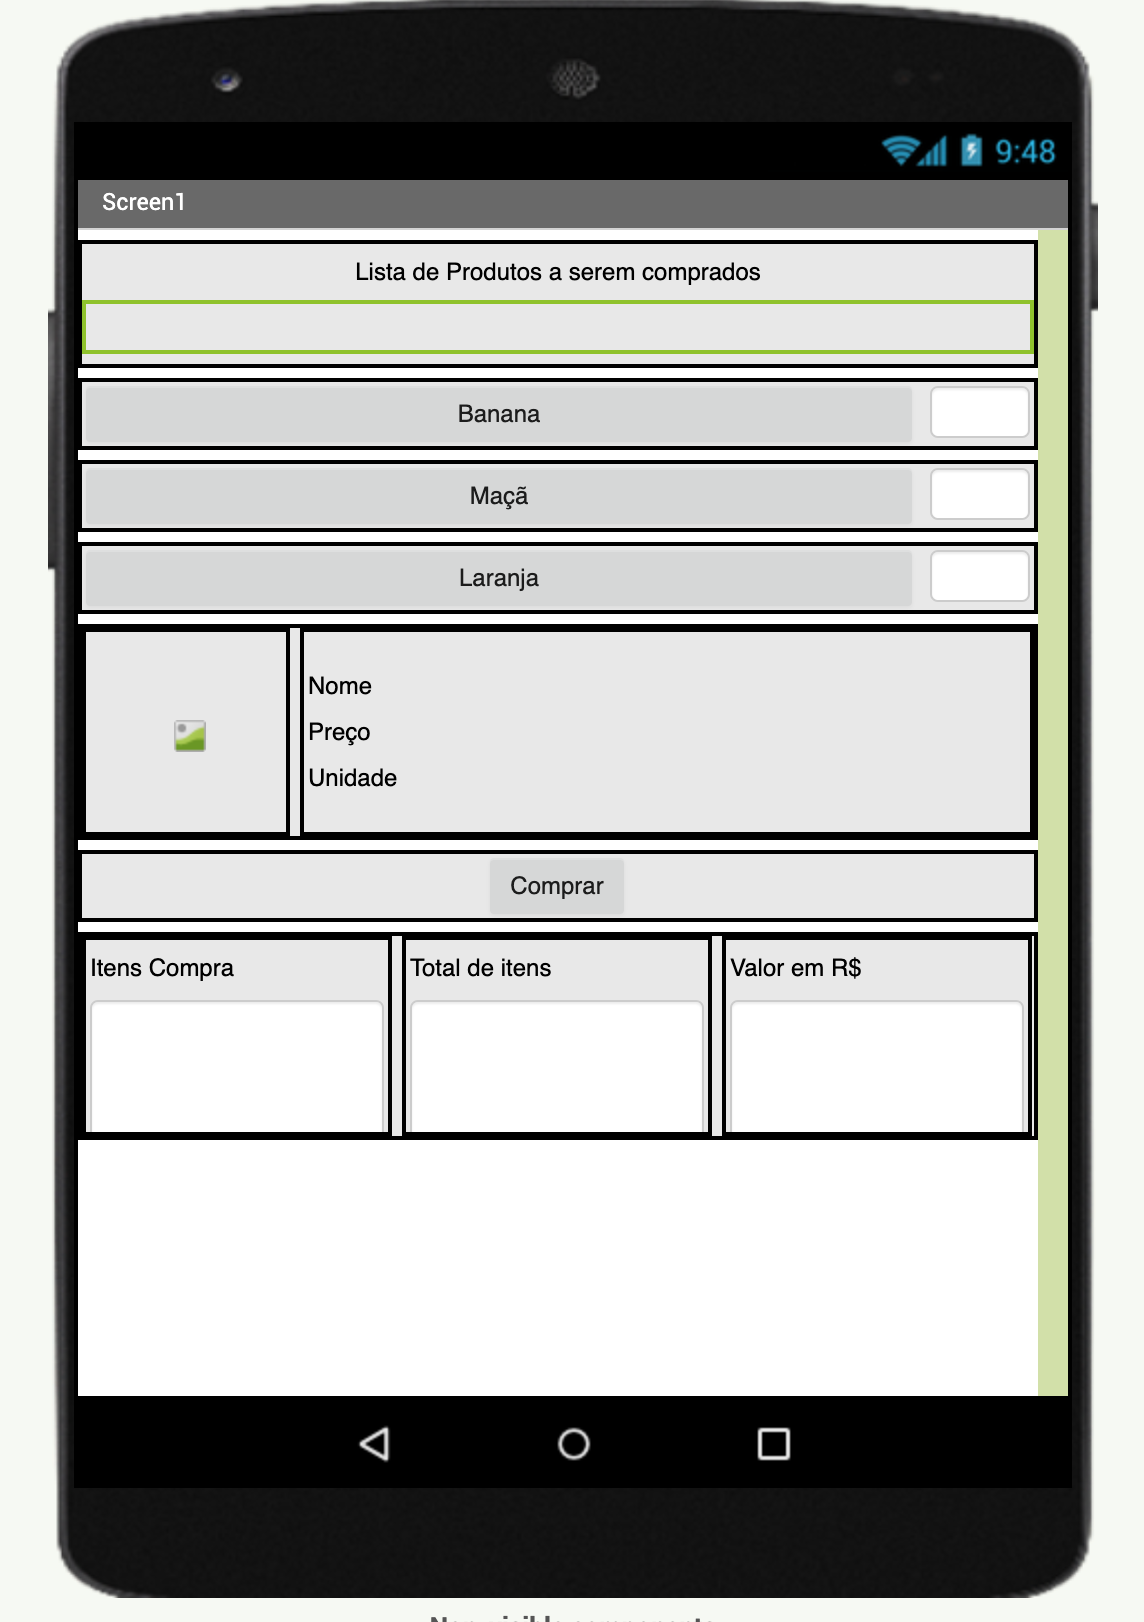 9:48
Screen1
Lista de Produtos a serem comprados
Banana
Maçã
Laranja
Nome
Preço
Unidade
Comprar
Itens Compra
Total de itens
Valor em R$